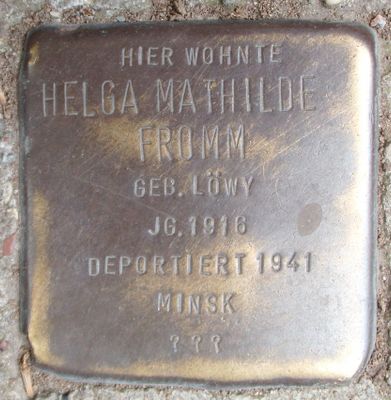 HIER WOHNTE
HELGA MATHILDE
FROMM
GEB. LÖWY
JG. 1916
DEPORTIERT 1941
MINSK
? ? ?